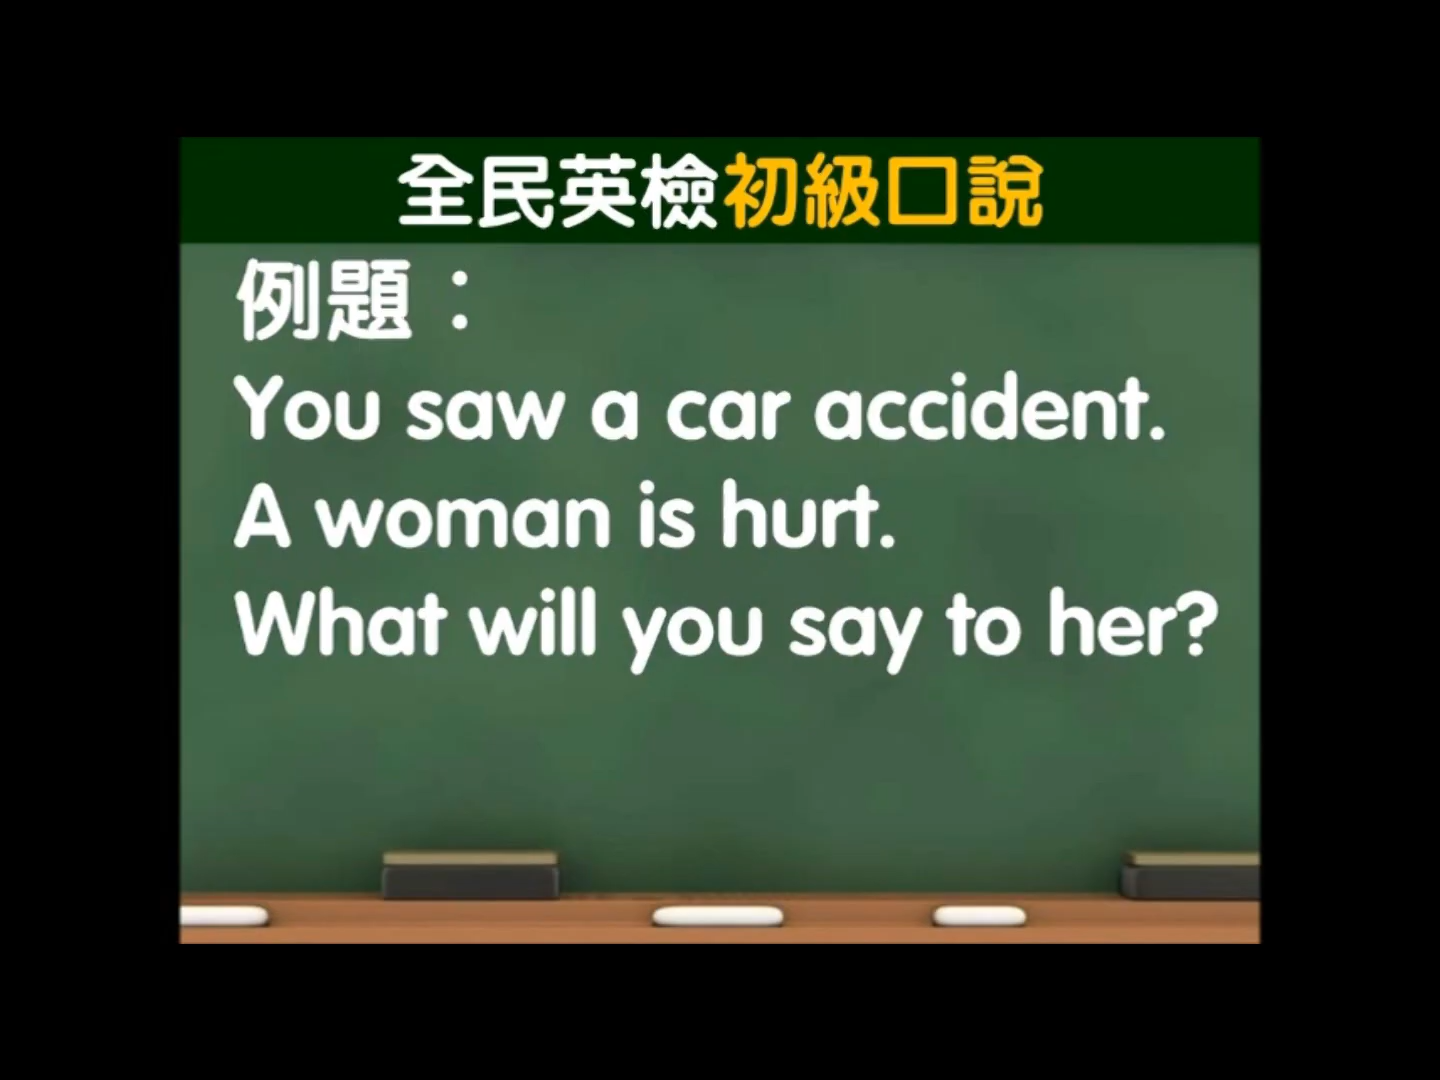 全民英檢初級口說
例題：
You saw a car accident.
A woman is hurt.
What will you say to her?